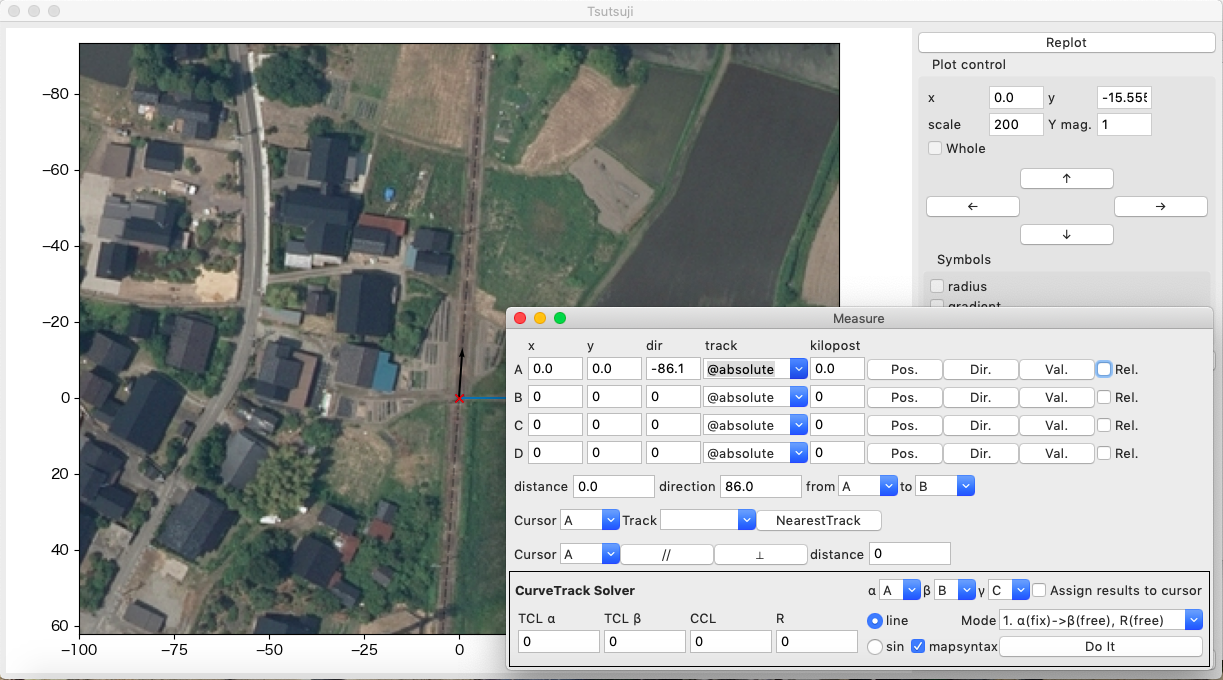 Tsutsuji
Replot
Plot control
x 0.0 y -15.55
scale 200 Y mag. 1
Whole
↑
← →
↓
Symbols
radius
gradient
−80
−60
−40
−20
0
20
40
60
−100 −75 −50 −25 0
Measure
x y dir track kilopost
A 0.0 0.0 -86.1 @absolute 0.0 Pos. Dir. Val. Rel.
B 0 0 0 @absolute 0 Pos. Dir. Val. Rel.
C 0 0 0 @absolute 0 Pos. Dir. Val. Rel.
D 0 0 0 @absolute 0 Pos. Dir. Val. Rel.
distance 0.0 direction 86.0 from A to B
Cursor A Track NearestTrack
Cursor A // ⊥ distance 0
CurveTrack Solver α A β B γ C Assign results to cursor
TCL α TCL β CCL R line Mode 1. α(fix)->β(free), R(free)
0 0 0 0 sin mapsyntax Do It